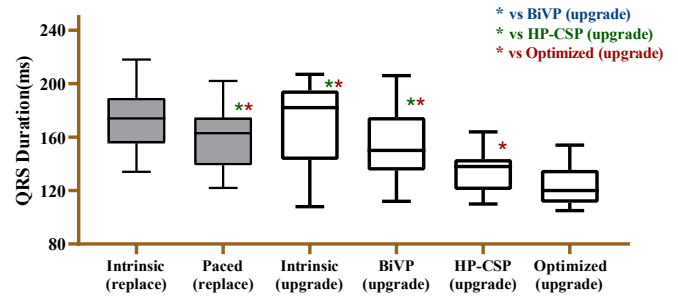 * vs BiVP (upgrade)
* vs HP-CSP (upgrade)
* vs Optimized (upgrade)
QRS Duration(ms)
240
200
160
120
80
**
**
**
*
Intrinsic (replace)
Paced (replace)
Intrinsic (upgrade)
BiVP (upgrade)
HP-CSP (upgrade)
Optimized (upgrade)